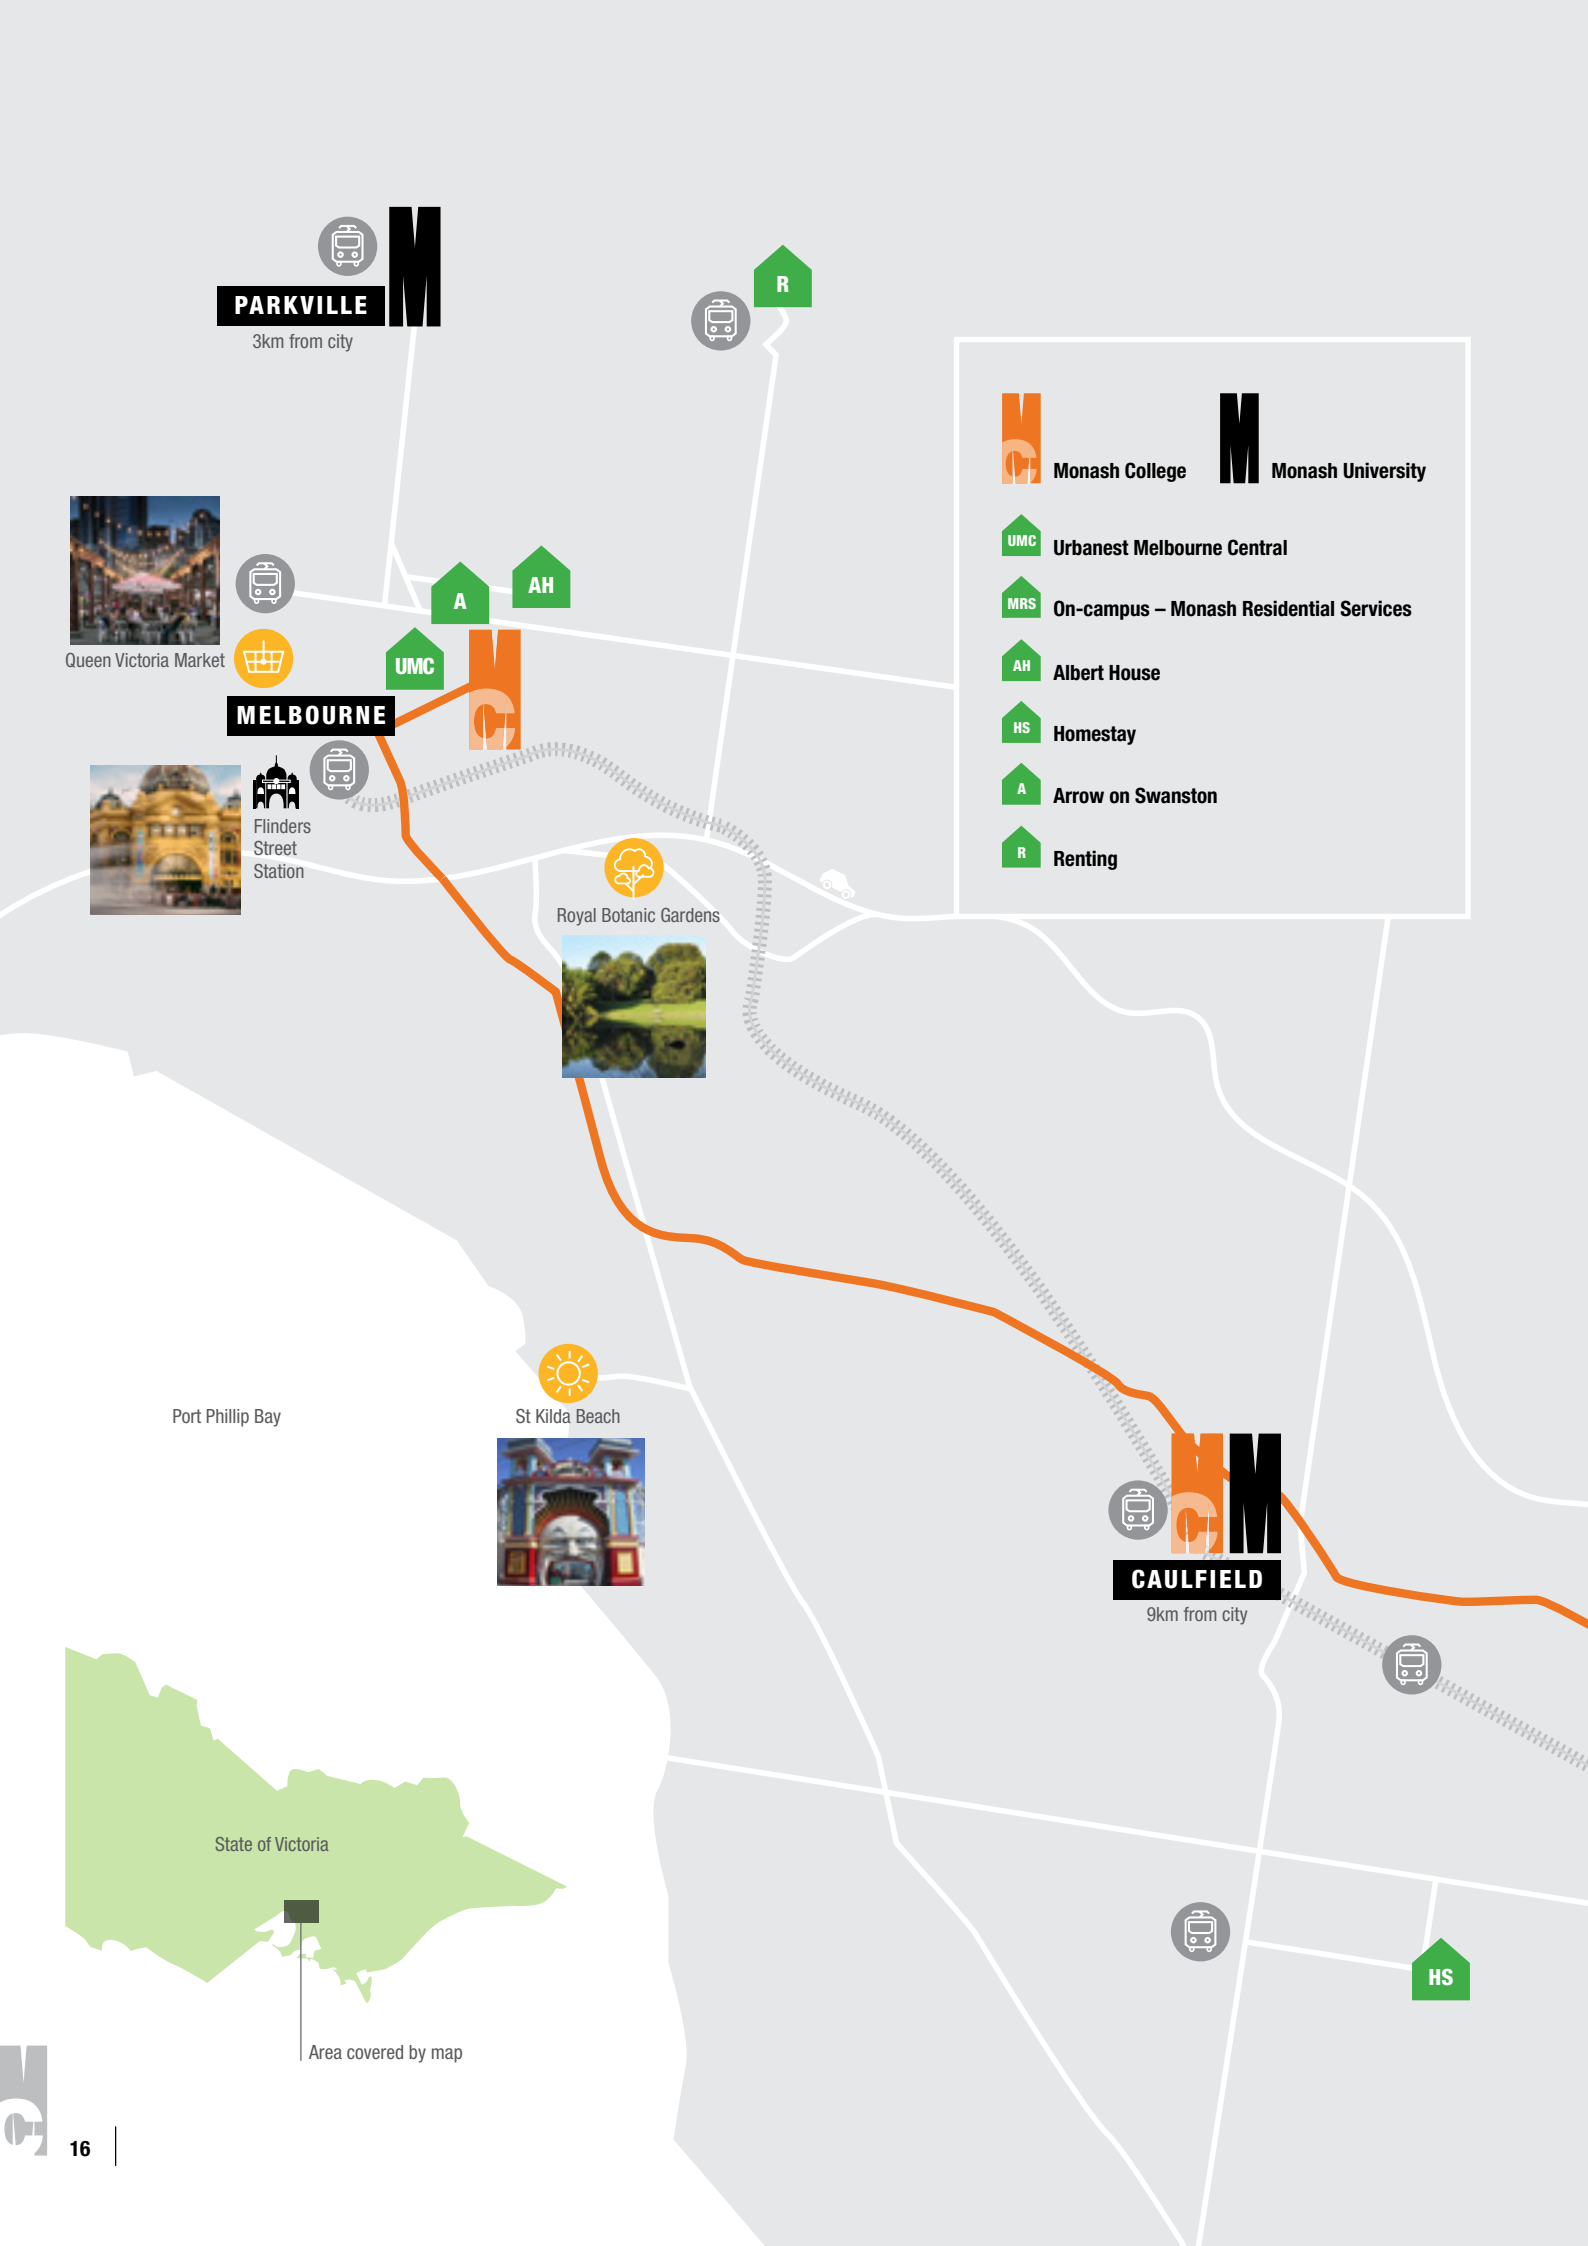 M
PARKVILLE
3km from city
R
Monash College
Monash University
UMC
Urbanest Melbourne Central
MRS
On-campus – Monash Residential Services
AH
Albert House
HS
Homestay
A
Arrow on Swanston
R
Renting
M
C
M
Queen Victoria Market
A
AH
UMC
M
C
MELBOURNE
Flinders
Street
Station
Royal Botanic Gardens
Port Phillip Bay
St Kilda Beach
M
C
M
CAULFIELD
9km from city
State of Victoria
HS
Area covered by map
M
C
16